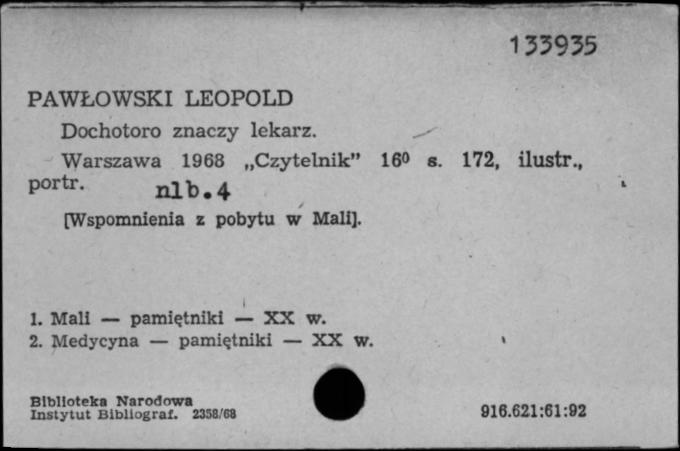 133935
PAWŁOWSKI LEOPOLD
Dochotoro znaczy lekarz.
Warszawa 1968 „Czytelnik” 16⁰ s. 172, ilustr.,
portr. nlb.4
[Wspomnienia z pobytu w Mali].
1. Mali — pamiętniki — XX w.
2. Medycyna — pamiętniki — XX w.
Biblioteka Narodowa
Instytut Bibliograf. 2358/68
916.621:61:92